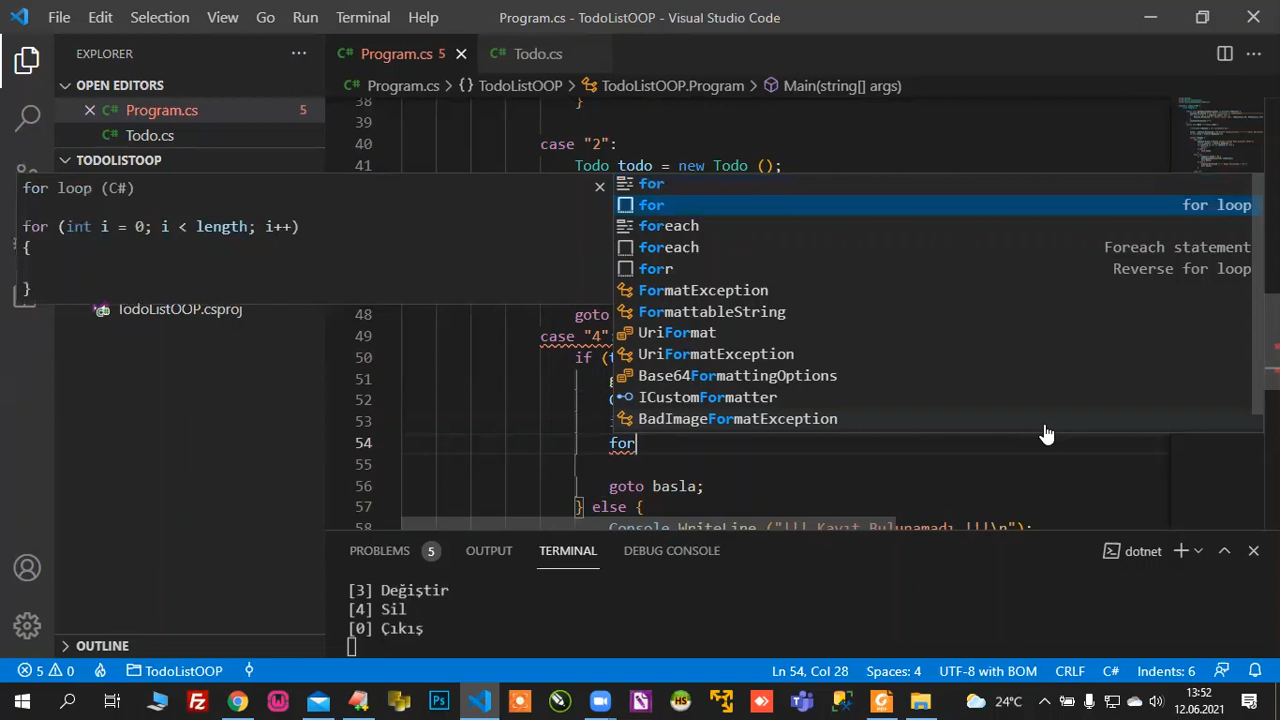 File Edit Selection View Go Run Terminal Help
Program.cs - TodoListOOP - Visual Studio Code
EXPLORER
OPEN EDITORS
Program.cs 5
Todo.cs
TODOLISTOOP
TodoListOOP.csproj
OUTLINE
Program.cs 5
Todo.cs
Program.cs > {} TodoListOOP > TodoListOOP.Program > Main(string[] args)
38 }
39
40 case "2":
41 Todo todo = new Todo ();
for loop (C#)
for (int i = 0; i < length; i++)
{
}
for
for for loop
foreach
foreach Foreach statement
forr Reverse for loop
FormatException
FormattableString
UriFormat
UriFormatException
Base64FormattingOptions
ICustomFormatter
BadImageFormatException
48 goto
49 case "4":
50 if (
51
52
53
54 for
55
56 goto basla;
57 } else {
58 Console.WriteLine ("!!! Kayıt Bulunamadı !!!\n");
PROBLEMS 5 OUTPUT TERMINAL DEBUG CONSOLE
dotnet
[3] Değiştir
[4] Sil
[0] Çıkış
5 0 TodoListOOP
Ln 54, Col 28 Spaces: 4 UTF-8 with BOM CRLF C# Indents: 6
24°C
13:52
12.06.2021